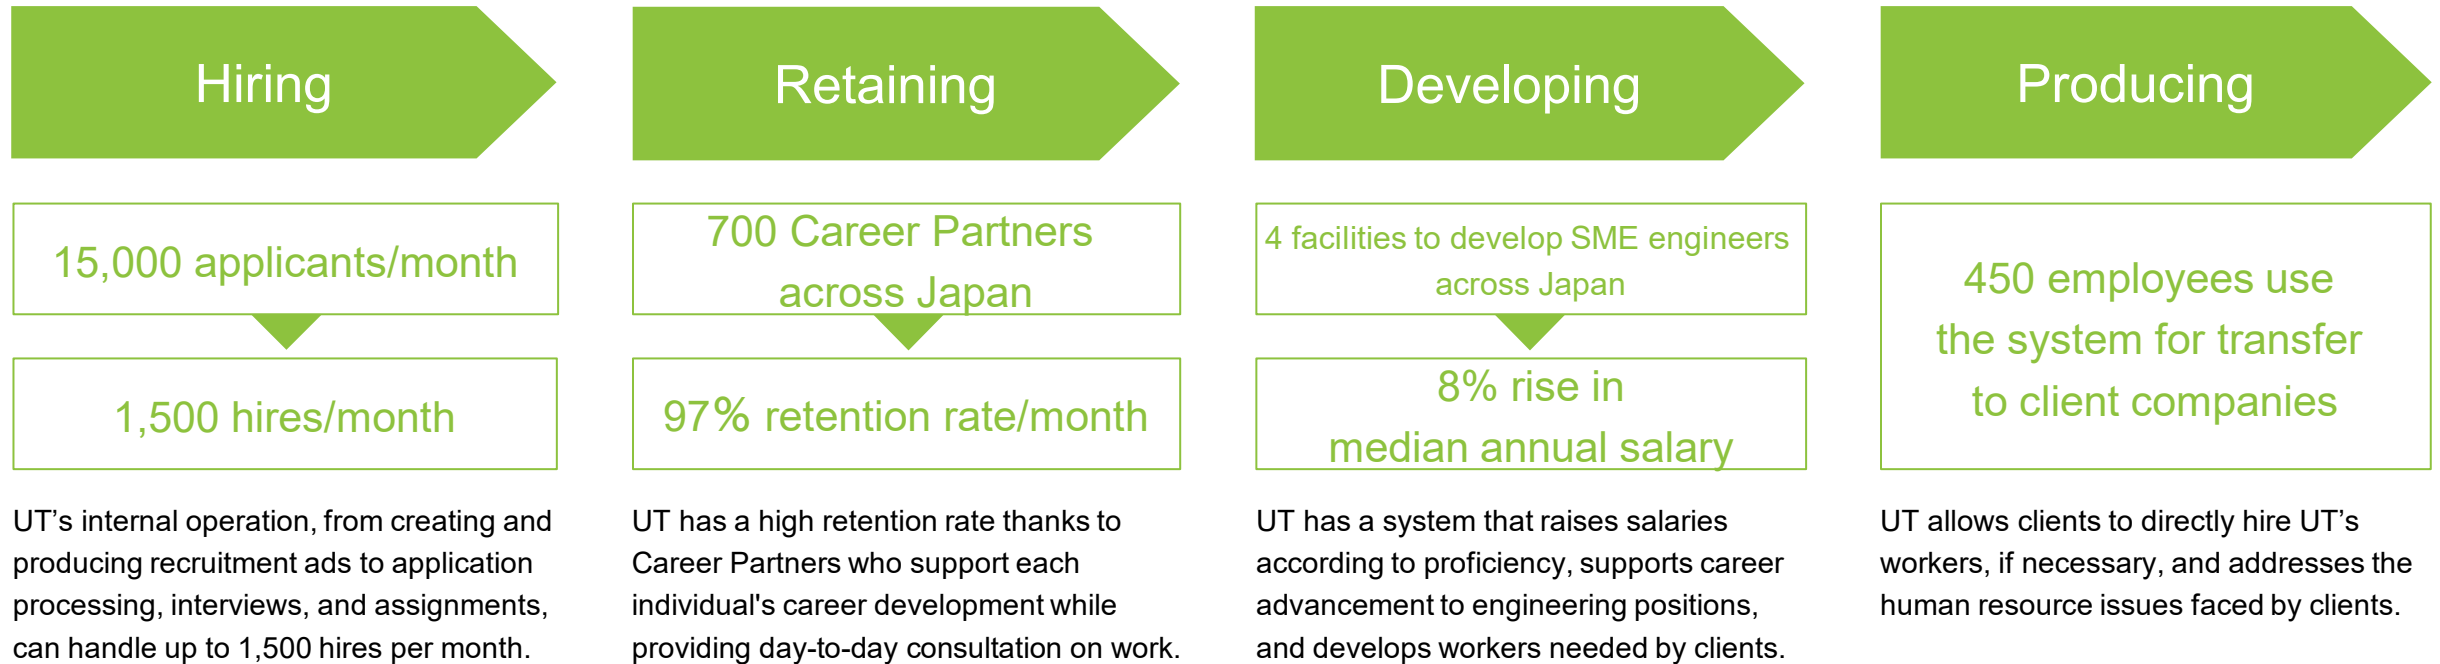 Hiring
15,000 applicants/month
1,500 hires/month
UT’s internal operation, from creating and
producing recruitment ads to application
processing, interviews, and assignments,
can handle up to 1,500 hires per month.
Retaining
700 Career Partners
across Japan
97% retention rate/month
UT has a high retention rate thanks to
Career Partners who support each
individual's career development while
providing day-to-day consultation on work.
Developing
4 facilities to develop SME engineers
across Japan
8% rise in
median annual salary
UT has a system that raises salaries
according to proficiency, supports career
advancement to engineering positions,
and develops workers needed by clients.
Producing
450 employees use
the system for transfer
to client companies
UT allows clients to directly hire UT’s
workers, if necessary, and addresses the
human resource issues faced by clients.